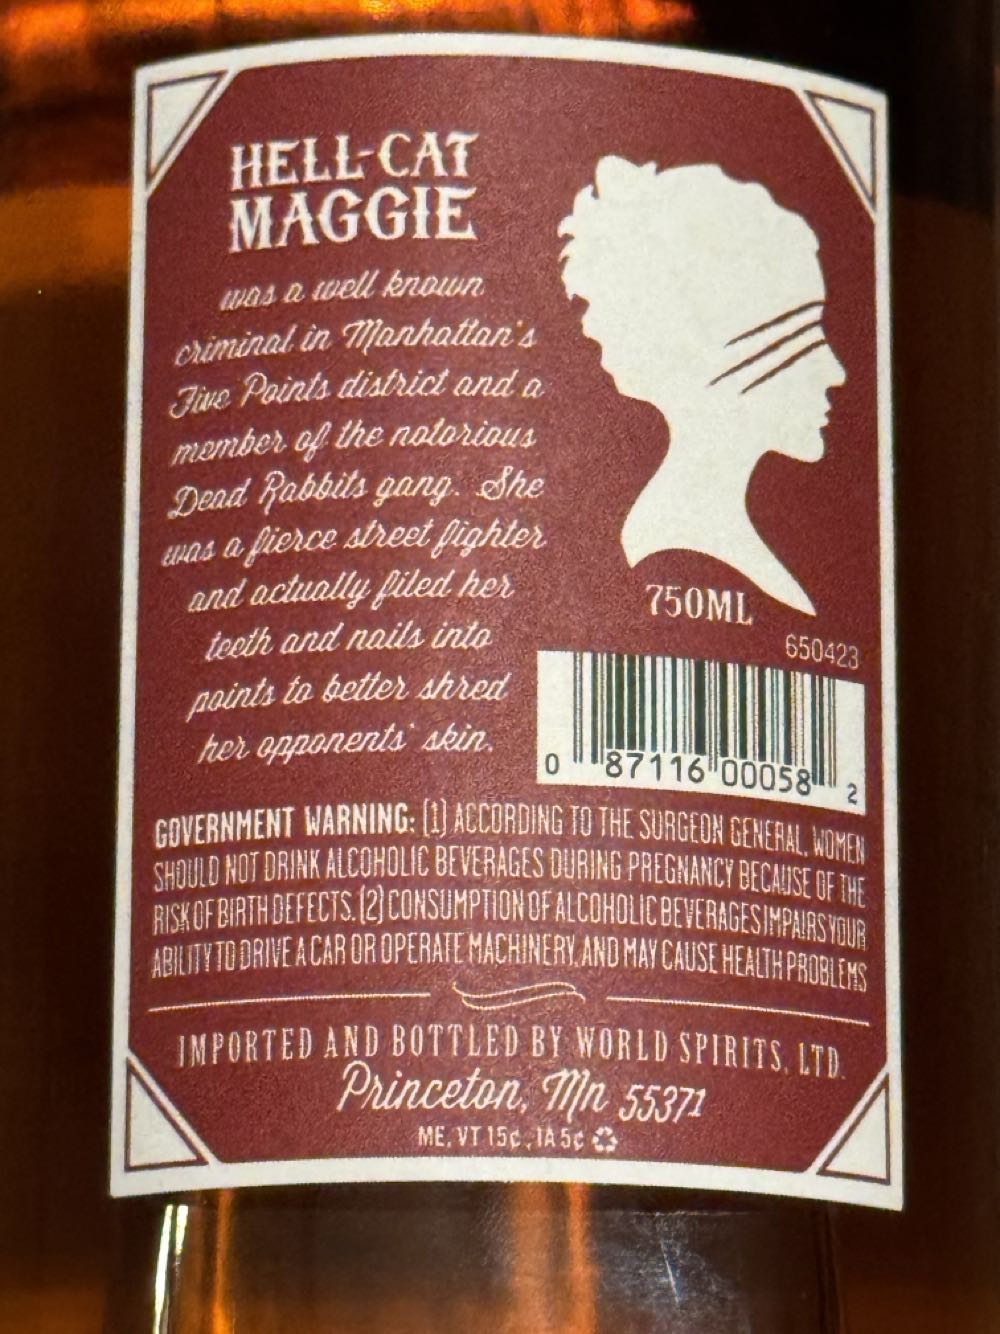 HELL-CAT
MAGGIE
was a well known
criminal in Manhattan's
Five Points district and a
member of the notorious
Dead Rabbits gang. She
was a fierce street fighter
and actually filed her
teeth and nails into
points to better shred
her opponents' skin.
750ML
650423
0 87116 00058 2
GOVERNMENT WARNING: (1) ACCORDING TO THE SURGEON GENERAL, WOMEN
SHOULD NOT DRINK ALCOHOLIC BEVERAGES DURING PREGNANCY BECAUSE OF THE
RISK OF BIRTH DEFECTS. (2) CONSUMPTION OF ALCOHOLIC BEVERAGES IMPAIRS YOUR
ABILITY TO DRIVE A CAR OR OPERATE MACHINERY, AND MAY CAUSE HEALTH PROBLEMS
IMPORTED AND BOTTLED BY WORLD SPIRITS, LTD.
Princeton, Mn 55371
ME, VT 15¢, IA 5¢